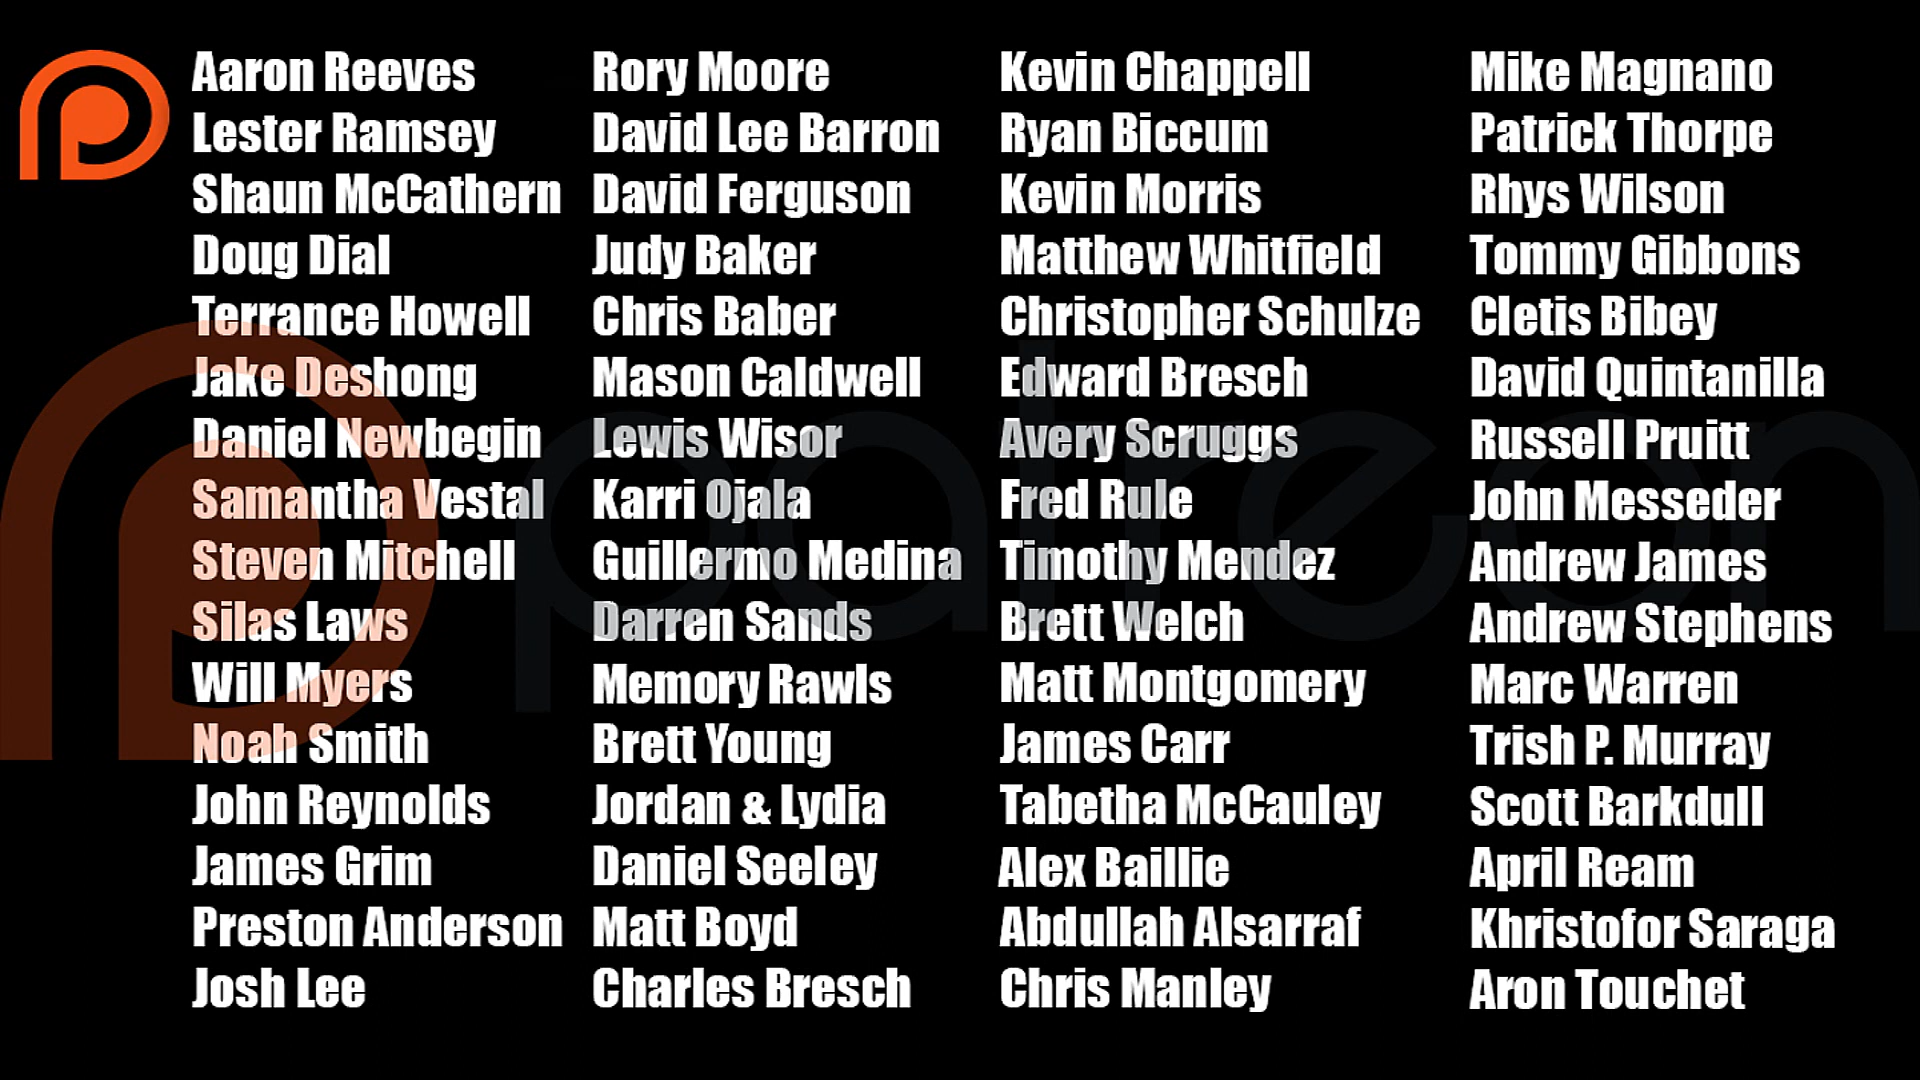 Aaron Reeves
Lester Ramsey
Shaun McCathern
Doug Dial
Terrance Howell
Jake Deshong
Daniel Newbegin
Samantha Vestal
Steven Mitchell
Silas Laws
Will Myers
Noah Smith
John Reynolds
James Grim
Preston Anderson
Josh Lee
Rory Moore
David Lee Barron
David Ferguson
Judy Baker
Chris Baber
Mason Caldwell
Lewis Wisor
Karri Ojala
Guillermo Medina
Darren Sands
Memory Rawls
Brett Young
Jordan & Lydia
Daniel Seeley
Matt Boyd
Charles Bresch
Kevin Chappell
Ryan Biccum
Kevin Morris
Matthew Whitfield
Christopher Schulze
Edward Bresch
Avery Scruggs
Fred Rule
Timothy Mendez
Brett Welch
Matt Montgomery
James Carr
Tabetha McCauley
Alex Baillie
Abdullah Alsarraf
Chris Manley
Mike Magnano
Patrick Thorpe
Rhys Wilson
Tommy Gibbons
Cletis Bibey
David Quintanilla
Russell Pruitt
John Messeder
Andrew James
Andrew Stephens
Marc Warren
Trish P. Murray
Scott Barkdull
April Ream
Khristofor Saraga
Aron Touchet
patreon